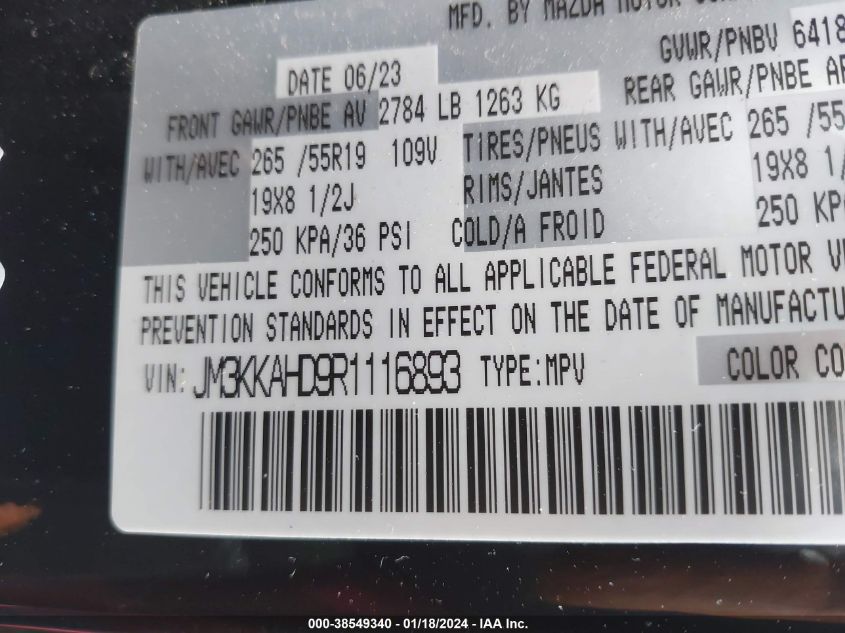 MFD. BY MAZDA MOTOR
GVWR/PNBV 6418
DATE 06/23
FRONT GAWR/PNBE AV 2784 LB 1263 KG
REAR GAWR/PNBE AR
WITH/AVEC 265 /55R19 109V TIRES/PNEUS WITH/AVEC 265 /55
19X8 1/2J RIMS/JANTES 19X8 1/
250 KPA/36 PSI COLD/A FROID 250 KPA
THIS VEHICLE CONFORMS TO ALL APPLICABLE FEDERAL MOTOR
PREVENTION STANDARDS IN EFFECT ON THE DATE OF MANUFACTU
VIN: JM3KKAHD9R1116893 TYPE:MPV COLOR CO
000-38549340 - 01/18/2024 - IAA Inc.